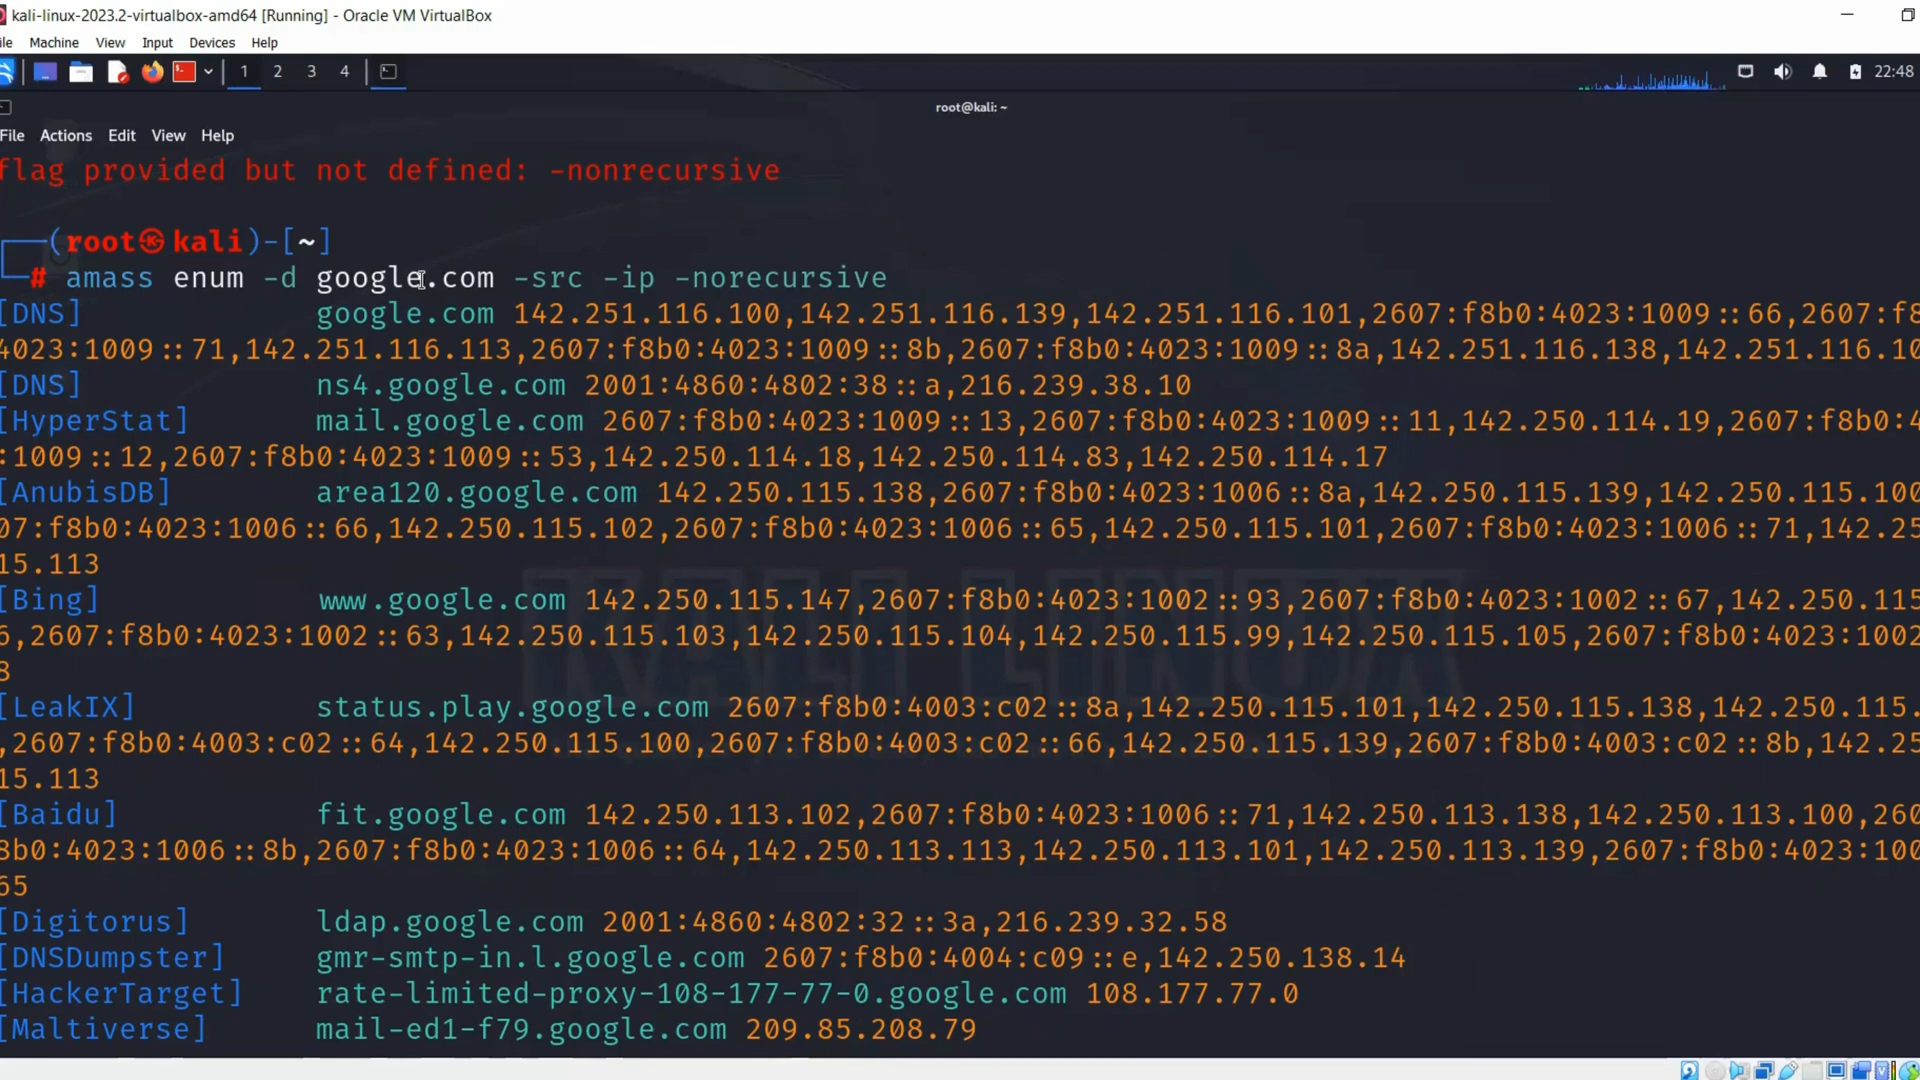 kali-linux-2023.2-virtualbox-amd64 [Running] - Oracle VM VirtualBox
ile Machine View Input Devices Help
1 2 3 4 22:48
root@kali: ~
File Actions Edit View Help
flag provided but not defined: -nonrecursive
(root㉿kali)-[~]
# amass enum -d google.com -src -ip -norecursive
[DNS] google.com 142.251.116.100,142.251.116.139,142.251.116.101,2607:f8b0:4023:1009::66,2607:f8
4023:1009::71,142.251.116.113,2607:f8b0:4023:1009::8b,2607:f8b0:4023:1009::8a,142.251.116.138,142.251.116.10
[DNS] ns4.google.com 2001:4860:4802:38::a,216.239.38.10
[HyperStat] mail.google.com 2607:f8b0:4023:1009::13,2607:f8b0:4023:1009::11,142.250.114.19,2607:f8b0:4
:1009::12,2607:f8b0:4023:1009::53,142.250.114.18,142.250.114.83,142.250.114.17
[AnubisDB] area120.google.com 142.250.115.138,2607:f8b0:4023:1006::8a,142.250.115.139,142.250.115.100
07:f8b0:4023:1006::66,142.250.115.102,2607:f8b0:4023:1006::65,142.250.115.101,2607:f8b0:4023:1006::71,142.25
15.113
[Bing] www.google.com 142.250.115.147,2607:f8b0:4023:1002::93,2607:f8b0:4023:1002::67,142.250.115
6,2607:f8b0:4023:1002::63,142.250.115.103,142.250.115.104,142.250.115.99,142.250.115.105,2607:f8b0:4023:1002
8
[LeakIX] status.play.google.com 2607:f8b0:4003:c02::8a,142.250.115.101,142.250.115.138,142.250.115.
,2607:f8b0:4003:c02::64,142.250.115.100,2607:f8b0:4003:c02::66,142.250.115.139,2607:f8b0:4003:c02::8b,142.25
15.113
[Baidu] fit.google.com 142.250.113.102,2607:f8b0:4023:1006::71,142.250.113.138,142.250.113.100,260
8b0:4023:1006::8b,2607:f8b0:4023:1006::64,142.250.113.113,142.250.113.101,142.250.113.139,2607:f8b0:4023:100
65
[Digitorus] ldap.google.com 2001:4860:4802:32::3a,216.239.32.58
[DNSDumpster] gmr-smtp-in.l.google.com 2607:f8b0:4004:c09::e,142.250.138.14
[HackerTarget] rate-limited-proxy-108-177-77-0.google.com 108.177.77.0
[Maltiverse] mail-ed1-f79.google.com 209.85.208.79
KALI LINUX